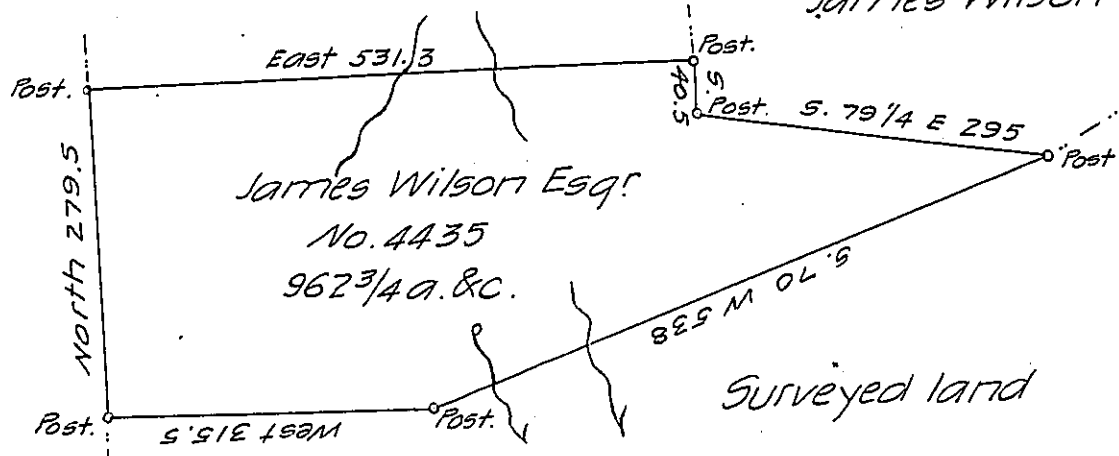 James Wilson
East 531.3
Post.
Post.
S.
40.5
Post.
S. 79 1/4 E 295
Post
North 279.5
James Wilson Esqr
No. 4435
962 3/4 a. &c.
S. 70 W 538
Surveyed land
Post.
West 315.5
Post.